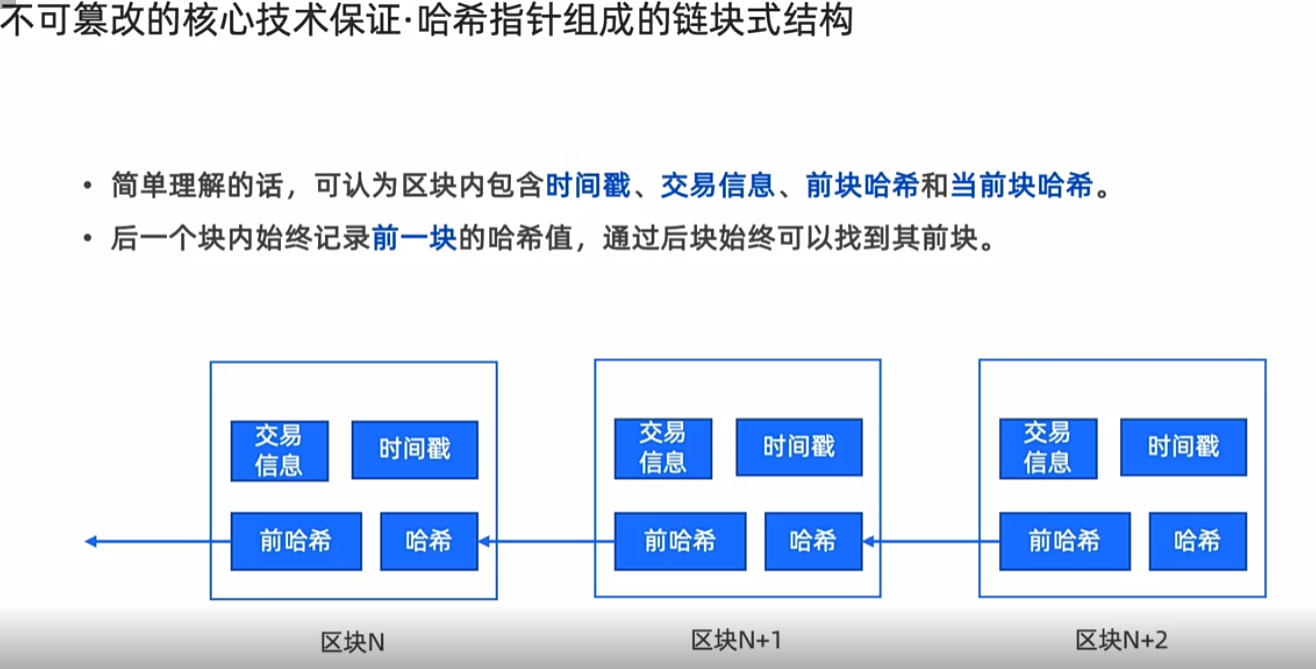 不可篡改的核心技术保证·哈希指针组成的链块式结构
• 简单理解的话，可认为区块内包含时间戳、交易信息、前块哈希和当前块哈希。
• 后一个块内始终记录前一块的哈希值，通过后块始终可以找到其前块。
交易
信息
时间戳
前哈希
哈希
区块N
交易
信息
时间戳
前哈希
哈希
区块N+1
交易
信息
时间戳
前哈希
哈希
区块N+2